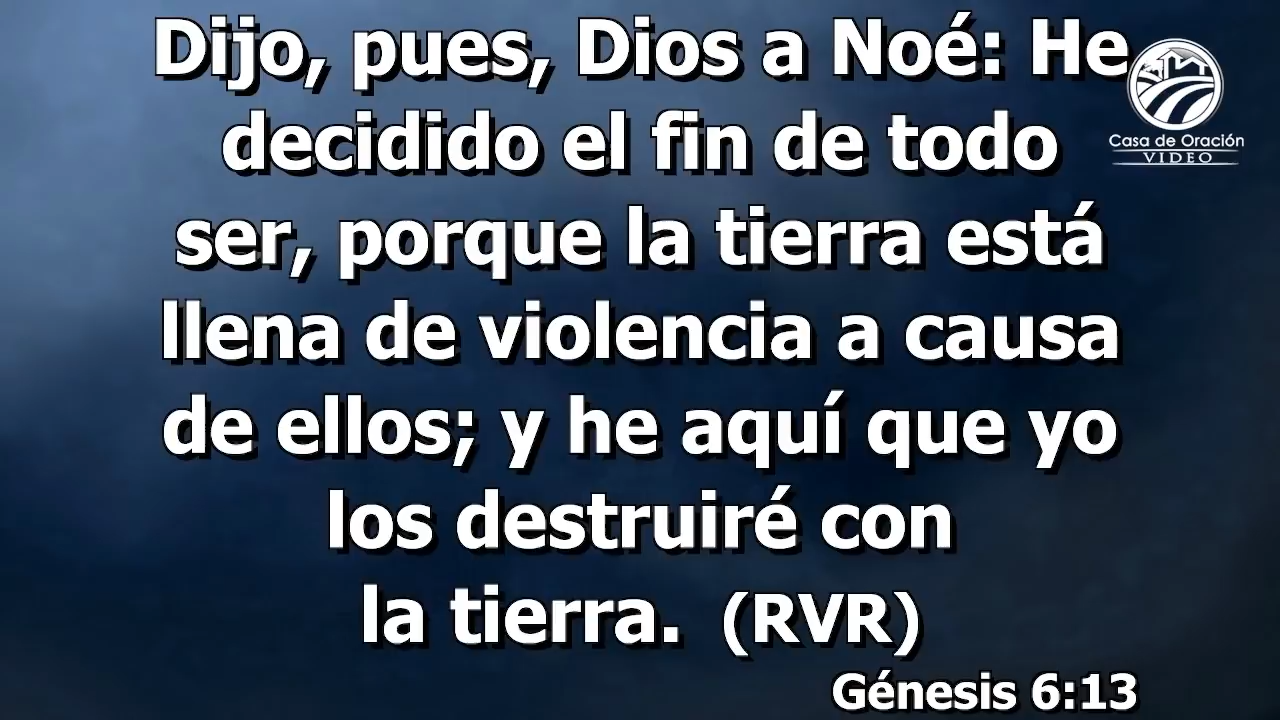 Dijo, pues, Dios a Noé: He
decidido el fin de todo
ser, porque la tierra está
llena de violencia a causa
de ellos; y he aquí que yo
los destruiré con
la tierra. (RVR)
Génesis 6:13
Casa de Oración
VIDEO